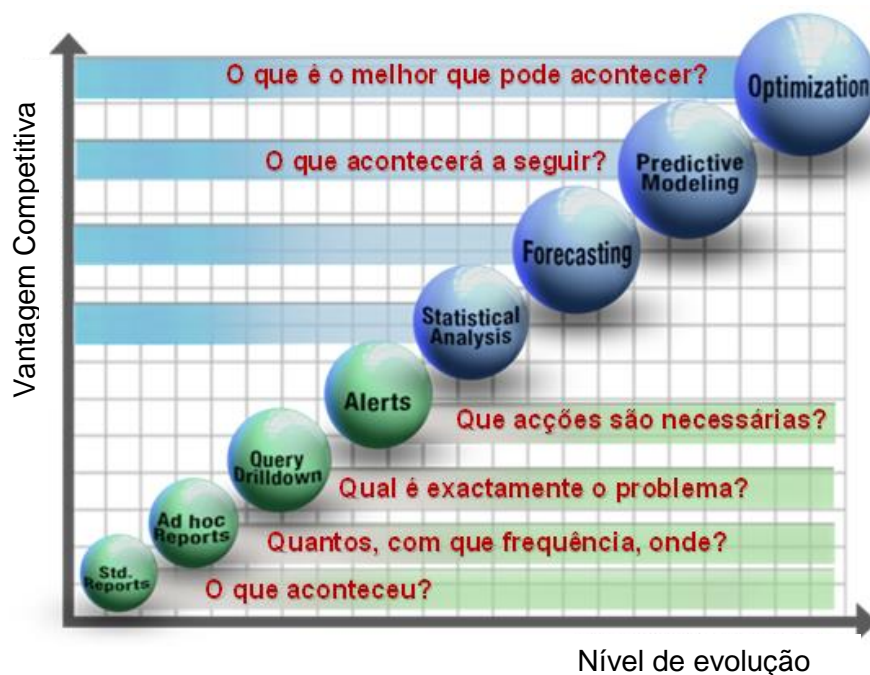 Vantagem Competitiva
O que é o melhor que pode acontecer?
Optimization
O que acontecerá a seguir?
Predictive
Modeling
Forecasting
Statistical
Analysis
Alerts
Que acções são necessárias?
Query
Drilldown
Qual é exactamente o problema?
Ad hoc
Reports
Quantos, com que frequência, onde?
Std.
Reports
O que aconteceu?
Nível de evolução